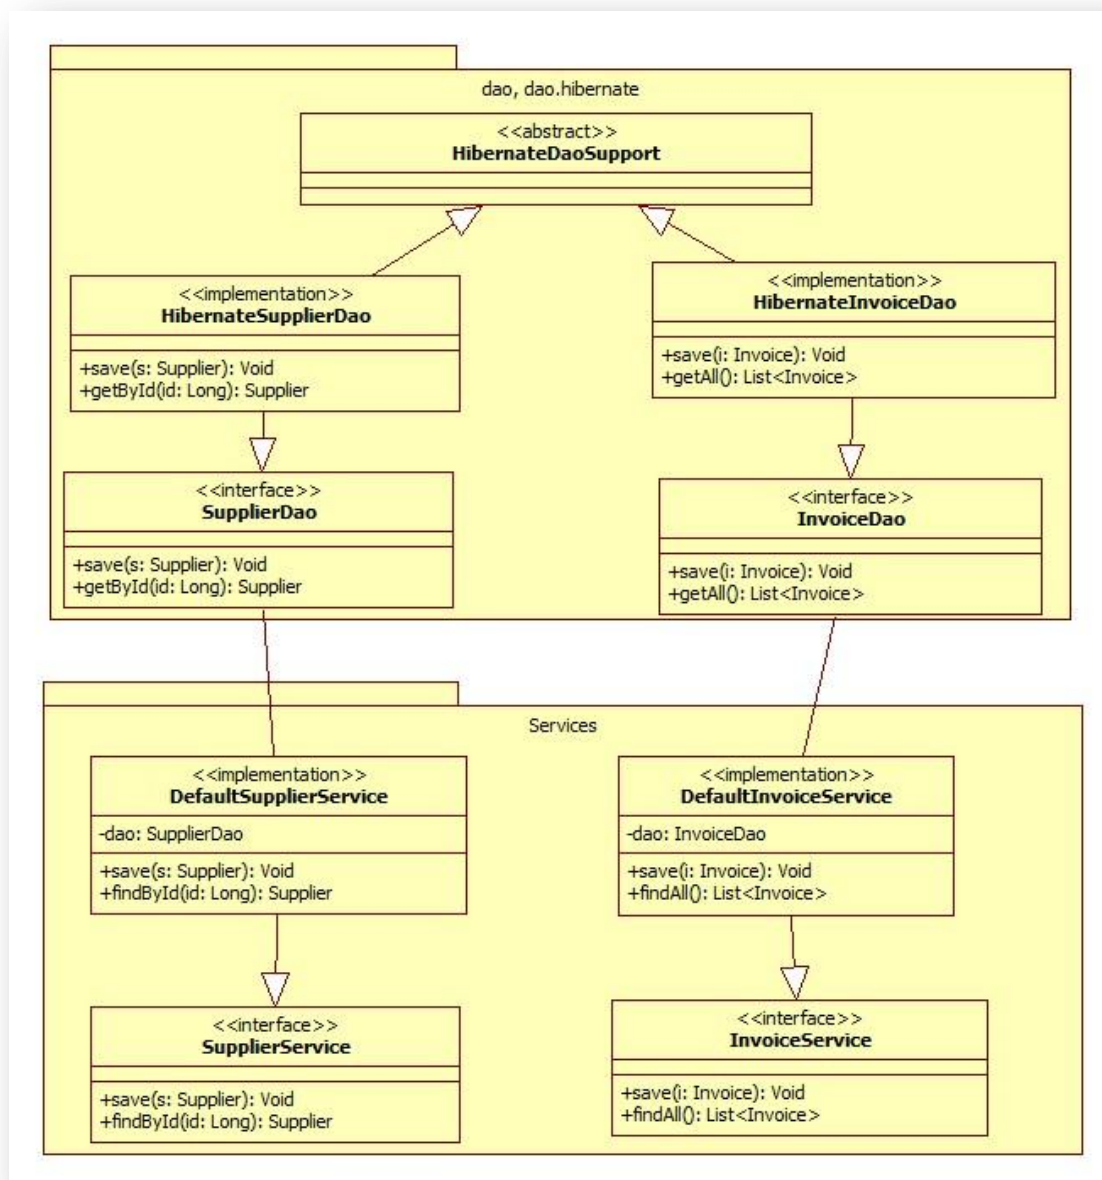 dao, dao.hibernate
<<abstract>>
HibernateDaoSupport
<<implementation>>
HibernateSupplierDao
+save(s: Supplier): Void
+getById(id: Long): Supplier
<<implementation>>
HibernateInvoiceDao
+save(i: Invoice): Void
+getAll(): List<Invoice>
<<interface>>
SupplierDao
+save(s: Supplier): Void
+getById(id: Long): Supplier
<<interface>>
InvoiceDao
+save(i: Invoice): Void
+getAll(): List<Invoice>
Services
<<implementation>>
DefaultSupplierService
-dao: SupplierDao
+save(s: Supplier): Void
+findById(id: Long): Supplier
<<implementation>>
DefaultInvoiceService
-dao: InvoiceDao
+save(i: Invoice): Void
+findAll(): List<Invoice>
<<interface>>
SupplierService
+save(s: Supplier): Void
+findById(id: Long): Supplier
<<interface>>
InvoiceService
+save(i: Invoice): Void
+findAll(): List<Invoice>